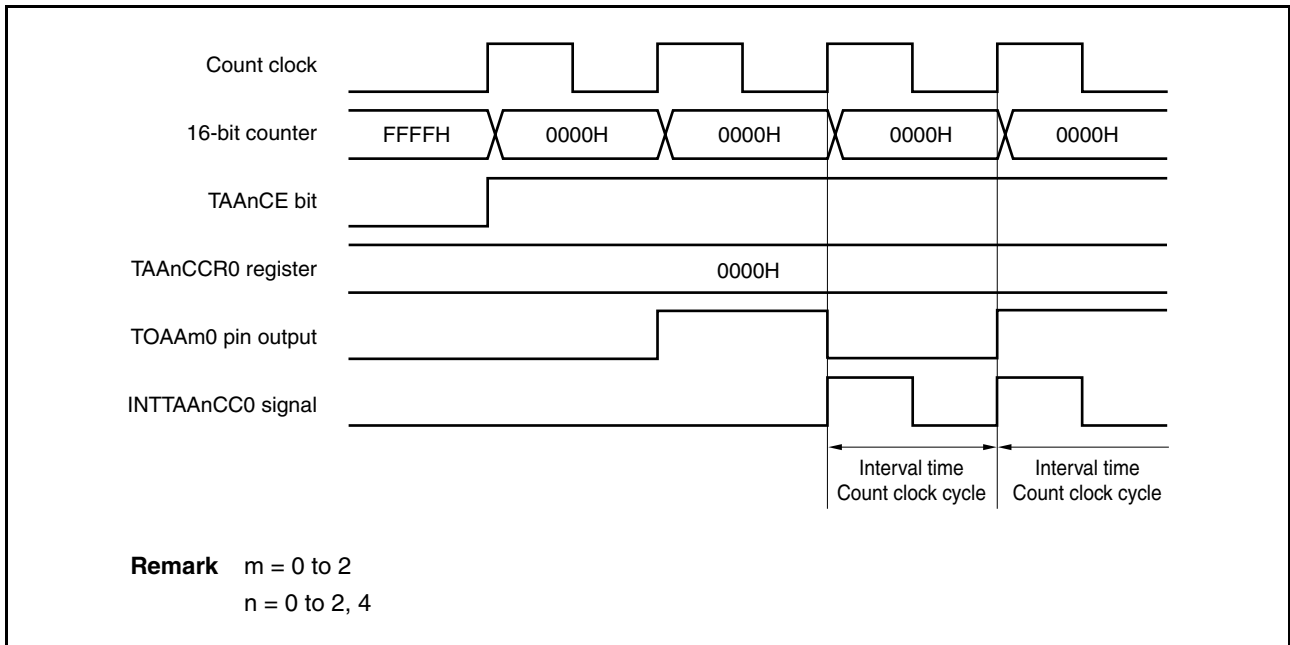 Count clock
16-bit counter FFFFH 0000H 0000H 0000H 0000H
TAAnCE bit
TAAnCCR0 register 0000H
TOAAm0 pin output
INTTAAnCC0 signal
Interval time Interval time
Count clock cycle Count clock cycle
Remark m = 0 to 2
n = 0 to 2, 4